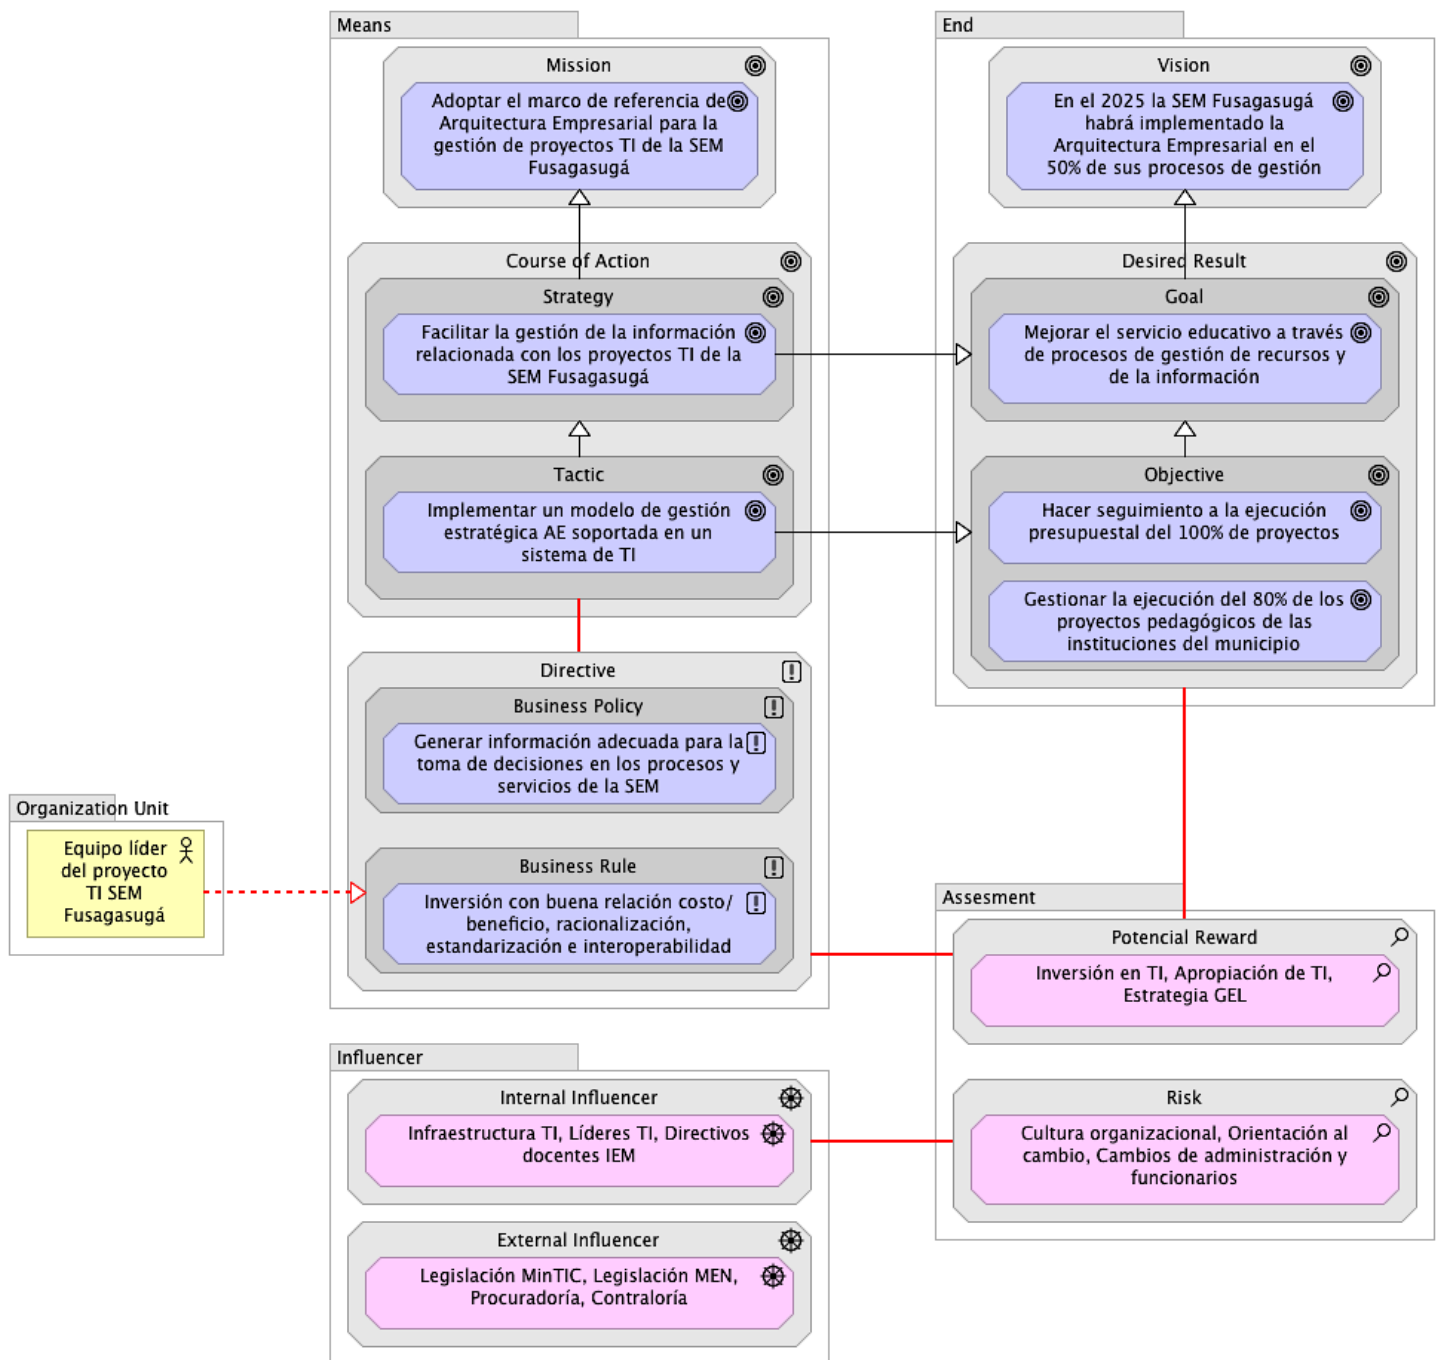 Means
Mission
Adoptar el marco de referencia de
Arquitectura Empresarial para la
gestión de proyectos TI de la SEM
Fusagasugá
Course of Action
Strategy
Facilitar la gestión de la información
relacionada con los proyectos TI de la
SEM Fusagasugá
Tactic
Implementar un modelo de gestión
estratégica AE soportada en un
sistema de TI
Directive
Business Policy
Generar información adecuada para la
toma de decisiones en los procesos y
servicios de la SEM
Business Rule
Inversión con buena relación costo/
beneficio, racionalización,
estandarización e interoperabilidad
End
Vision
En el 2025 la SEM Fusagasugá
habrá implementado la
Arquitectura Empresarial en el
50% de sus procesos de gestión
Desired Result
Goal
Mejorar el servicio educativo a través
de procesos de gestión de recursos y
de la información
Objective
Hacer seguimiento a la ejecución
presupuestal del 100% de proyectos
Gestionar la ejecución del 80% de los
proyectos pedagógicos de las
instituciones del municipio
Organization Unit
Equipo líder
del proyecto
TI SEM
Fusagasugá
Assesment
Potencial Reward
Inversión en TI, Apropiación de TI,
Estrategia GEL
Risk
Cultura organizacional, Orientación al
cambio, Cambios de administración y
funcionarios
Influencer
Internal Influencer
Infraestructura TI, Líderes TI, Directivos
docentes IEM
External Influencer
Legislación MinTIC, Legislación MEN,
Procuradoría, Contraloría